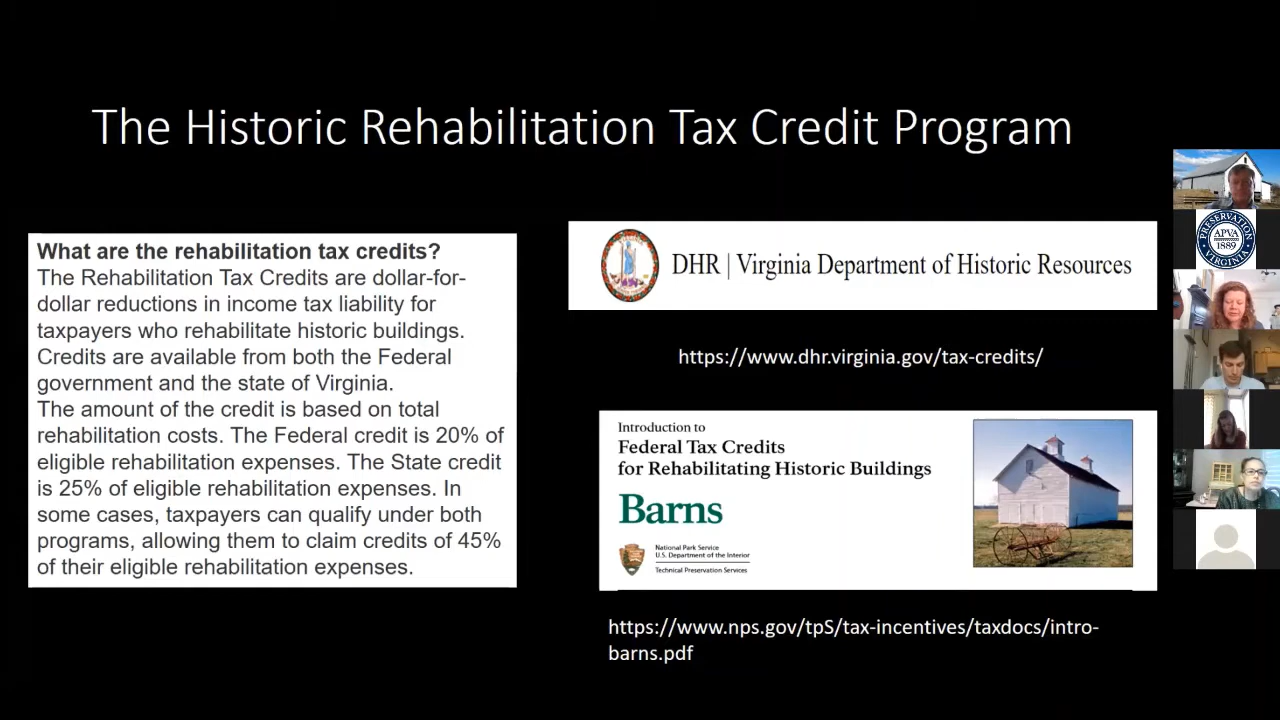 The Historic Rehabilitation Tax Credit Program
What are the rehabilitation tax credits?
The Rehabilitation Tax Credits are dollar-for-
dollar reductions in income tax liability for
taxpayers who rehabilitate historic buildings.
Credits are available from both the Federal
government and the state of Virginia.
The amount of the credit is based on total
rehabilitation costs. The Federal credit is 20% of
eligible rehabilitation expenses. The State credit
is 25% of eligible rehabilitation expenses. In
some cases, taxpayers can qualify under both
programs, allowing them to claim credits of 45%
of their eligible rehabilitation expenses.
DHR | Virginia Department of Historic Resources
https://www.dhr.virginia.gov/tax-credits/
Introduction to
Federal Tax Credits
for Rehabilitating Historic Buildings
Barns
National Park Service
U.S. Department of the Interior
Technical Preservation Services
https://www.nps.gov/tpS/tax-incentives/taxdocs/intro-
barns.pdf
PRESERVATION
APVA
1889
VIRGINIA